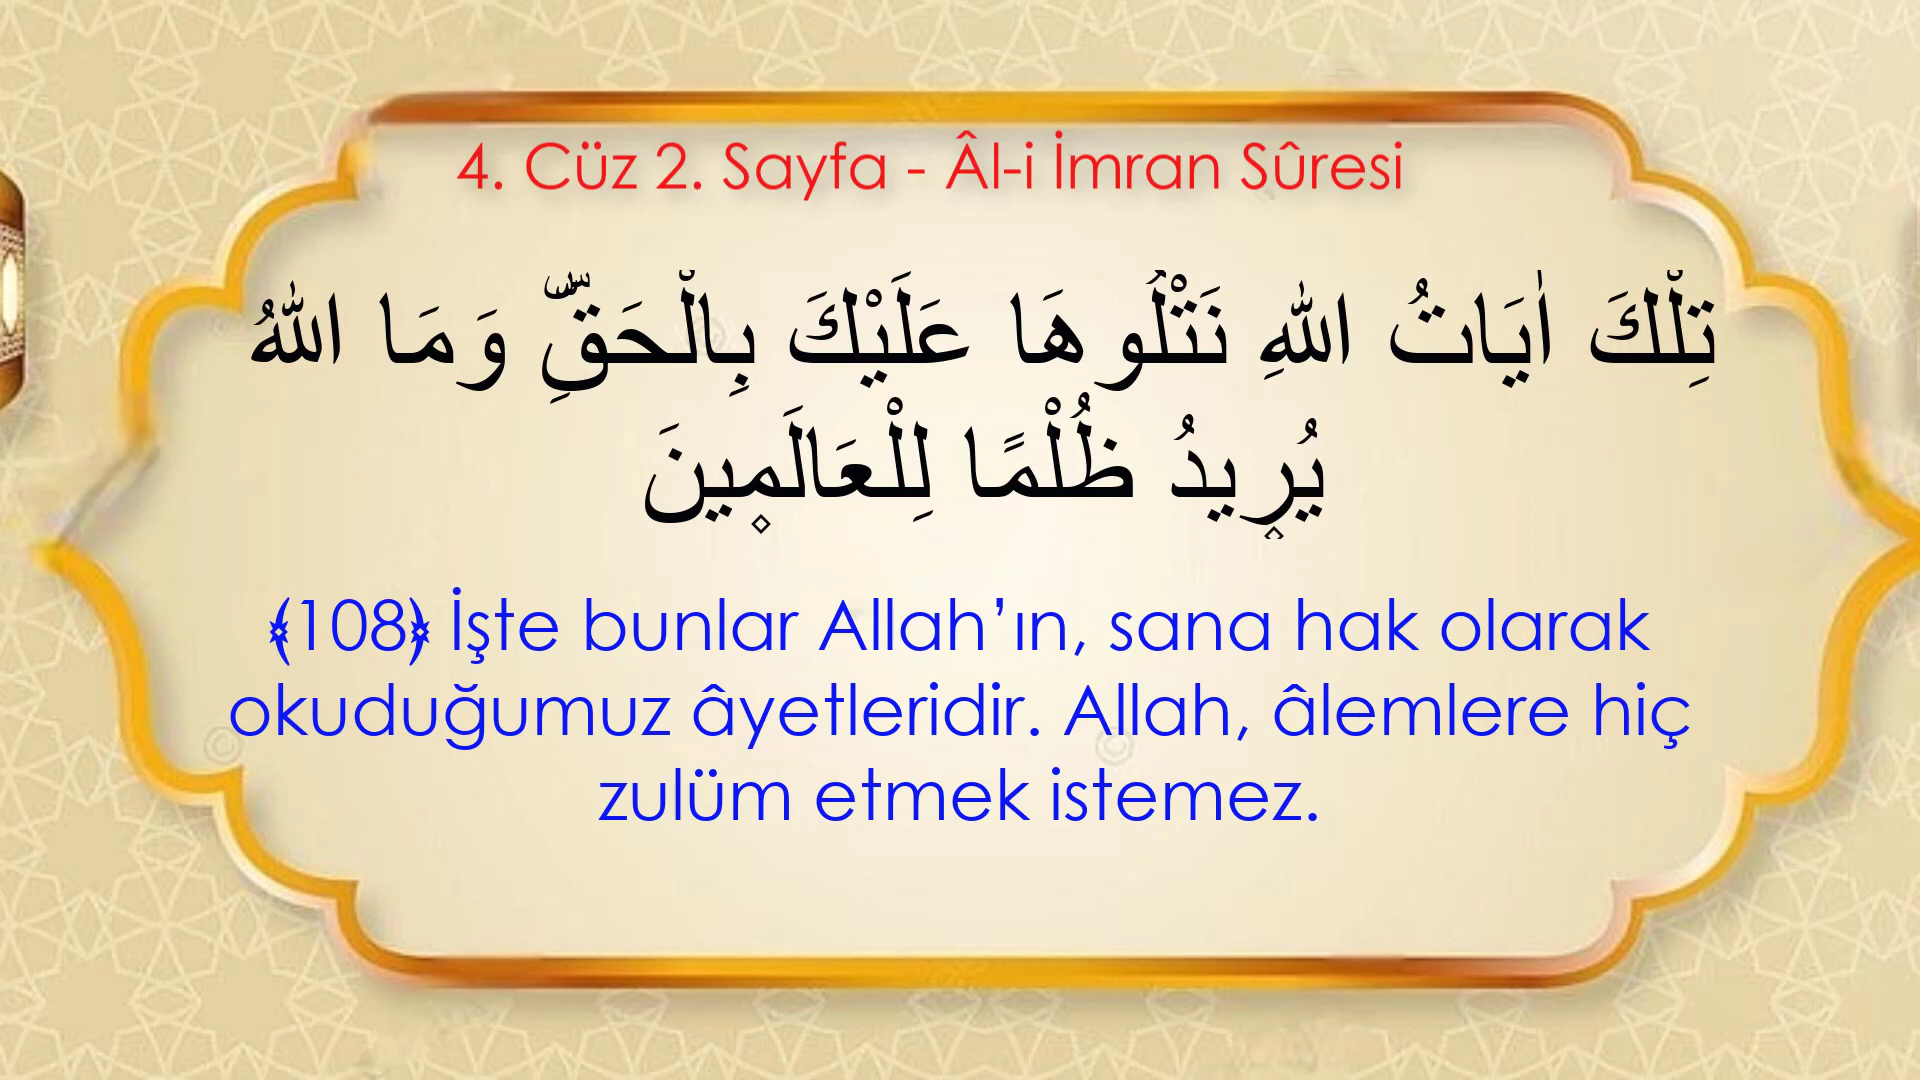 4. Cüz 2. Sayfa - Âl-i İmran Sûresi
تِلْكَ اٰيَاتُ اللّٰهِ نَتْلُوهَا عَلَيْكَ بِالْحَقِّۜ وَمَا اللّٰهُ
يُر۪يدُ ظُلْمًا لِلْعَالَم۪ينَ
﴾108﴿ İşte bunlar Allah’ın, sana hak olarak
okuduğumuz âyetleridir. Allah, âlemlere hiç
zulüm etmek istemez.